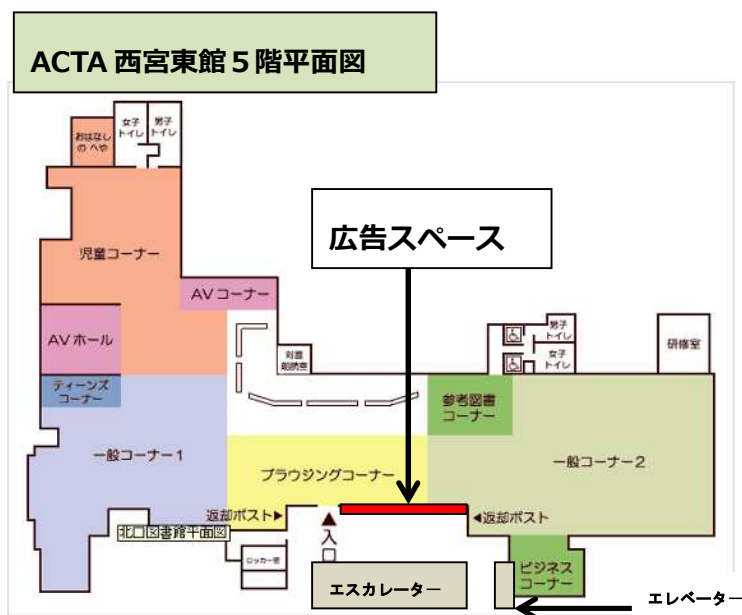 ACTA 西宮東館５階平面図
おはなし
の へや
女子
トイレ
男子
トイレ
児童コーナー
広告スペース
AV コーナー
AV ホール
対面
朗読室
男子
トイレ
女子
トイレ
研修室
ティーンズ
コーナー
参考図書
コーナー
一般コーナー1
ブラウジングコーナー
一般コーナー2
返却ポスト▶
▲
入
口
◀返却ポスト
北口図書館平面図
ロッカー室
エスカレーター
ビジネス
コーナー
エレベーター